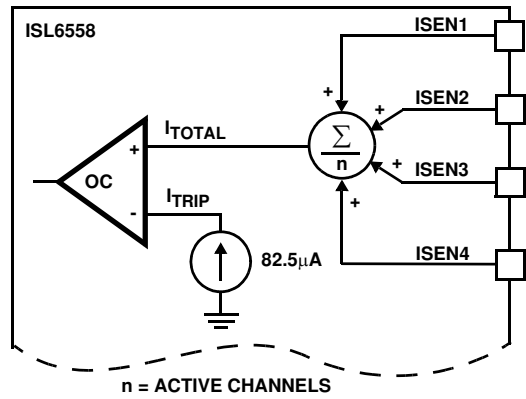 ISL6558
ISEN1
+
ISEN2
+
I_TOTAL
Σ
n
+
OC
+
ISEN3
I_TRIP
-
+
82.5µA
ISEN4
n = ACTIVE CHANNELS